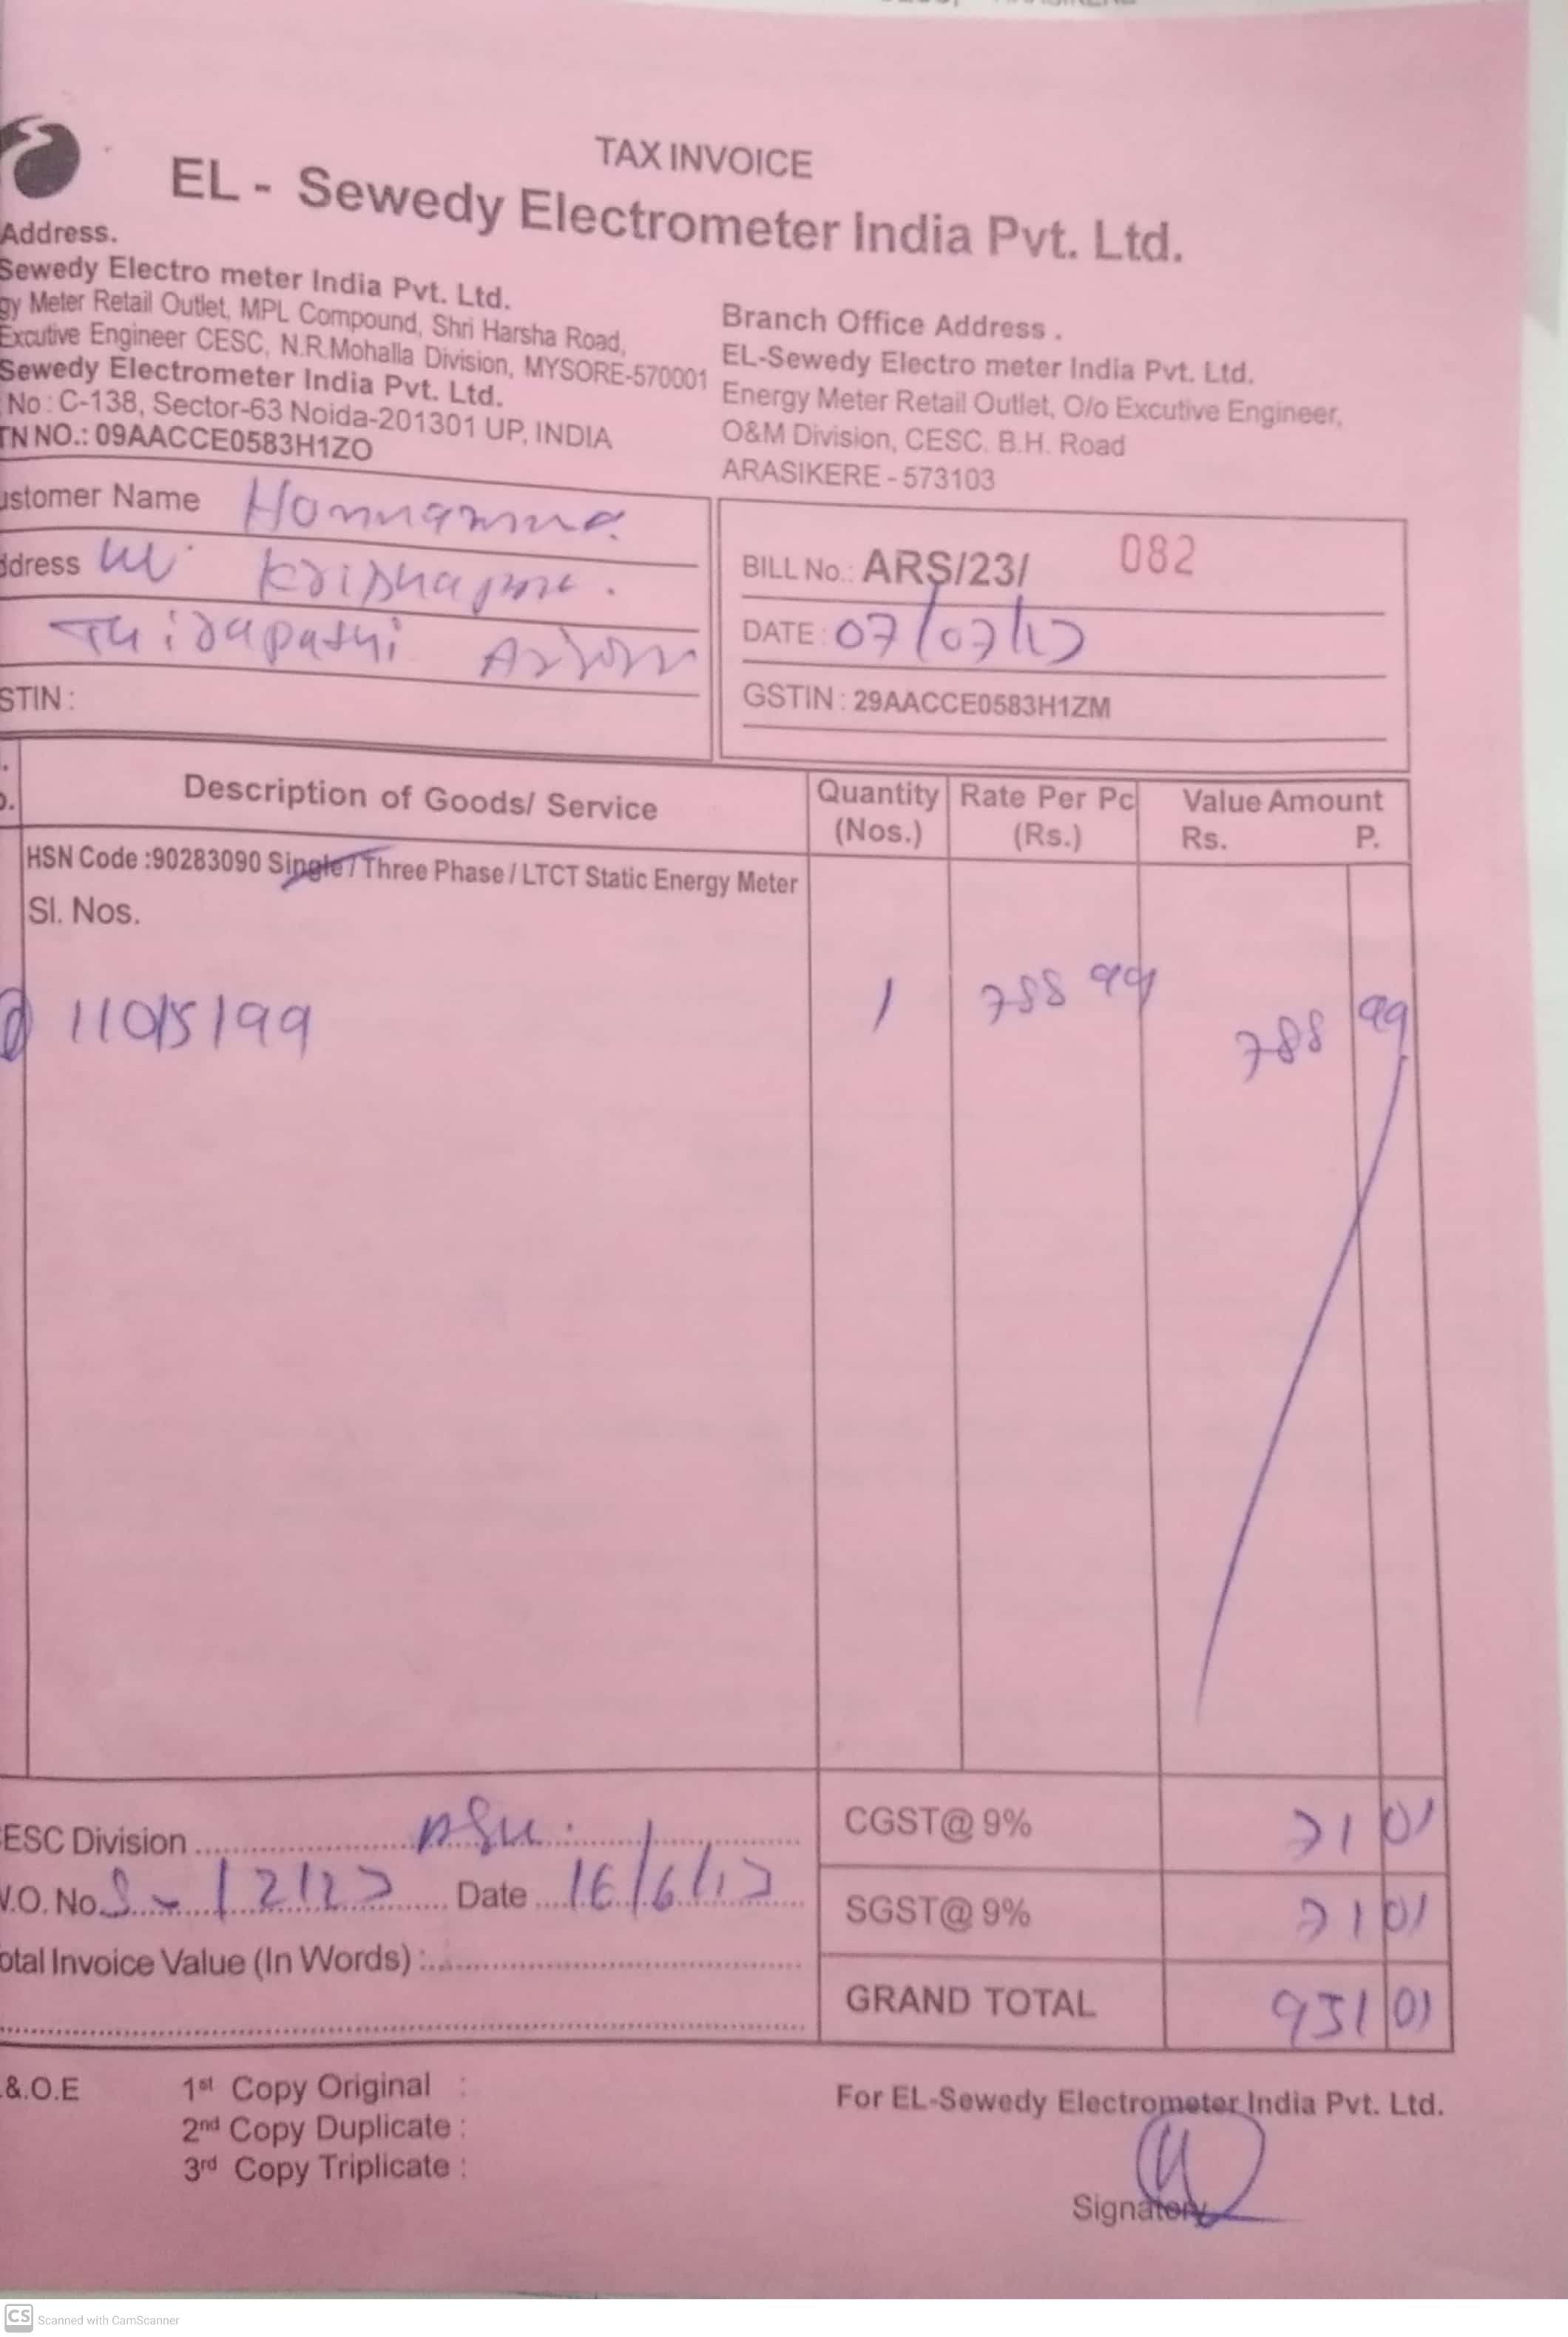 TAX INVOICE
EL - Sewedy Electrometer India Pvt. Ltd.
Address.
Sewedy Electro meter India Pvt. Ltd.
gy Meter Retail Outlet, MPL Compound, Shri Harsha Road,
Excutive Engineer CESC, N.R.Mohalla Division, MYSORE-570001
Sewedy Electrometer India Pvt. Ltd.
No : C-138, Sector-63 Noida-201301 UP, INDIA
TN NO.: 09AACCE0583H1ZO
Branch Office Address .
EL-Sewedy Electro meter India Pvt. Ltd.
Energy Meter Retail Outlet, O/o Excutive Engineer,
O&M Division, CESC. B.H. Road
ARASIKERE - 573103
ustomer Name
ddress
STIN :
BILL No.: ARS/23/ 082
DATE : 07/07/17
GSTIN : 29AACCE0583H1ZM
Description of Goods/ Service
Quantity (Nos.)
Rate Per Pc (Rs.)
Value Amount
Rs. P.
HSN Code :90283090 Single / Three Phase / LTCT Static Energy Meter
Sl. Nos.
11015199 1 788 99 788 99
ESC Division
V.O. No. Date 16/6/17
otal Invoice Value (In Words) :
CGST@ 9% 71 01
SGST@ 9% 71 01
GRAND TOTAL 931 01
.&.O.E
1st Copy Original :
2nd Copy Duplicate :
3rd Copy Triplicate :
For EL-Sewedy Electrometer India Pvt. Ltd.
Signatory
CS Scanned with CamScanner